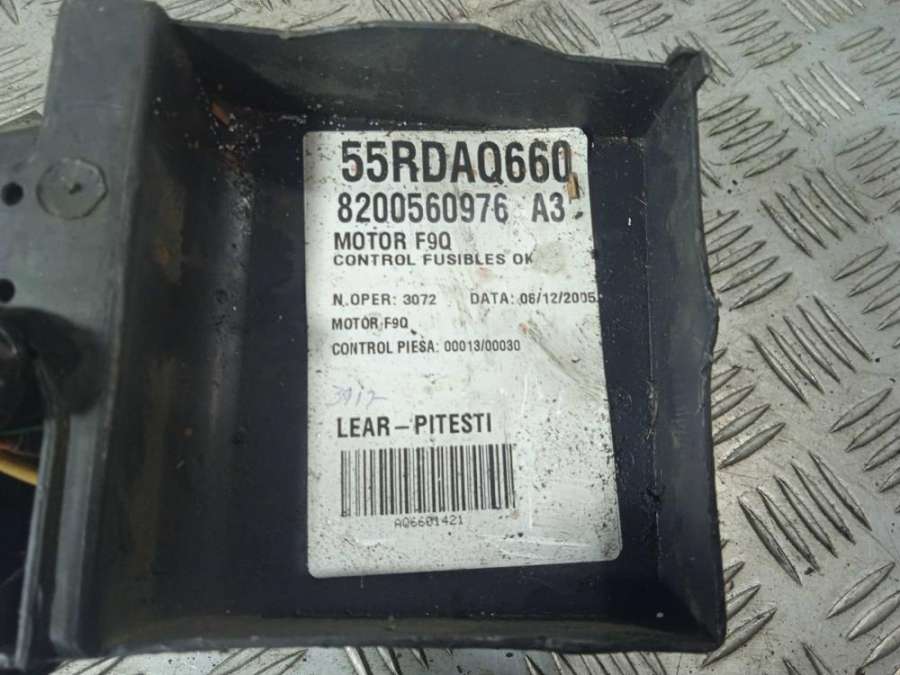 55RDAQ660
8200560976 A3
MOTOR F9Q
CONTROL FUSIBLES OK
N.OPER: 3072 DATA: 06/12/2005
MOTOR F9Q
CONTROL PIESA: 00013/00030
LEAR-PITESTI
AQ6601421